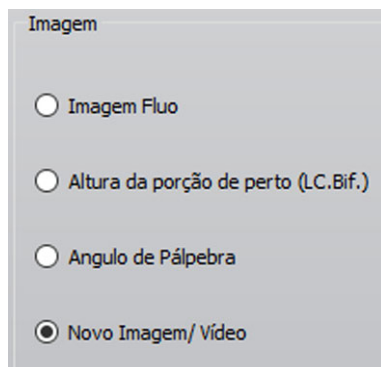 Imagem
Imagem Fluo
Altura da porção de perto (LC.Bif.)
Angulo de Pálpebra
Novo Imagem/ Vídeo